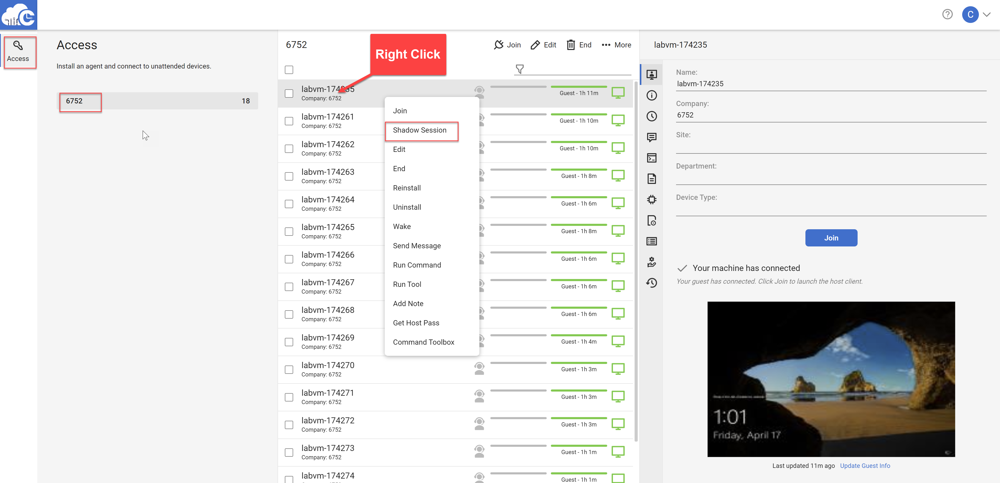 C
Access
Access
Install an agent and connect to unattended devices.
6752 18
6752
Join Edit End More
Right Click
labvm-174235
Company: 6752
Guest - 1h 11m
labvm-174261
Company: 6752
Guest - 1h 10m
labvm-174262
Company: 6752
Guest - 1h 10m
labvm-174263
Company: 6752
Guest - 1h 8m
labvm-174264
Company: 6752
Guest - 1h 6m
labvm-174265
Company: 6752
Guest - 1h 8m
labvm-174266
Company: 6752
Guest - 1h 6m
labvm-174267
Company: 6752
Guest - 1h 6m
labvm-174268
Company: 6752
Guest - 1h 6m
labvm-174269
Company: 6752
Guest - 1h 4m
labvm-174270
Company: 6752
Guest - 1h 3m
labvm-174271
Company: 6752
Guest - 1h 3m
labvm-174272
Company: 6752
Guest - 1h 3m
labvm-174273
Company: 6752
Guest - 1h 1m
labvm-174274
Guest - 1h 1m
Join
Shadow Session
Edit
End
Reinstall
Uninstall
Wake
Send Message
Run Command
Run Tool
Add Note
Get Host Pass
Command Toolbox
labvm-174235
Name:
labvm-174235
Company:
6752
Site:
Department:
Device Type:
Join
Your machine has connected
Your guest has connected. Click Join to launch the host client.
1:01
Friday, April 17
Last updated 11m ago Update Guest Info